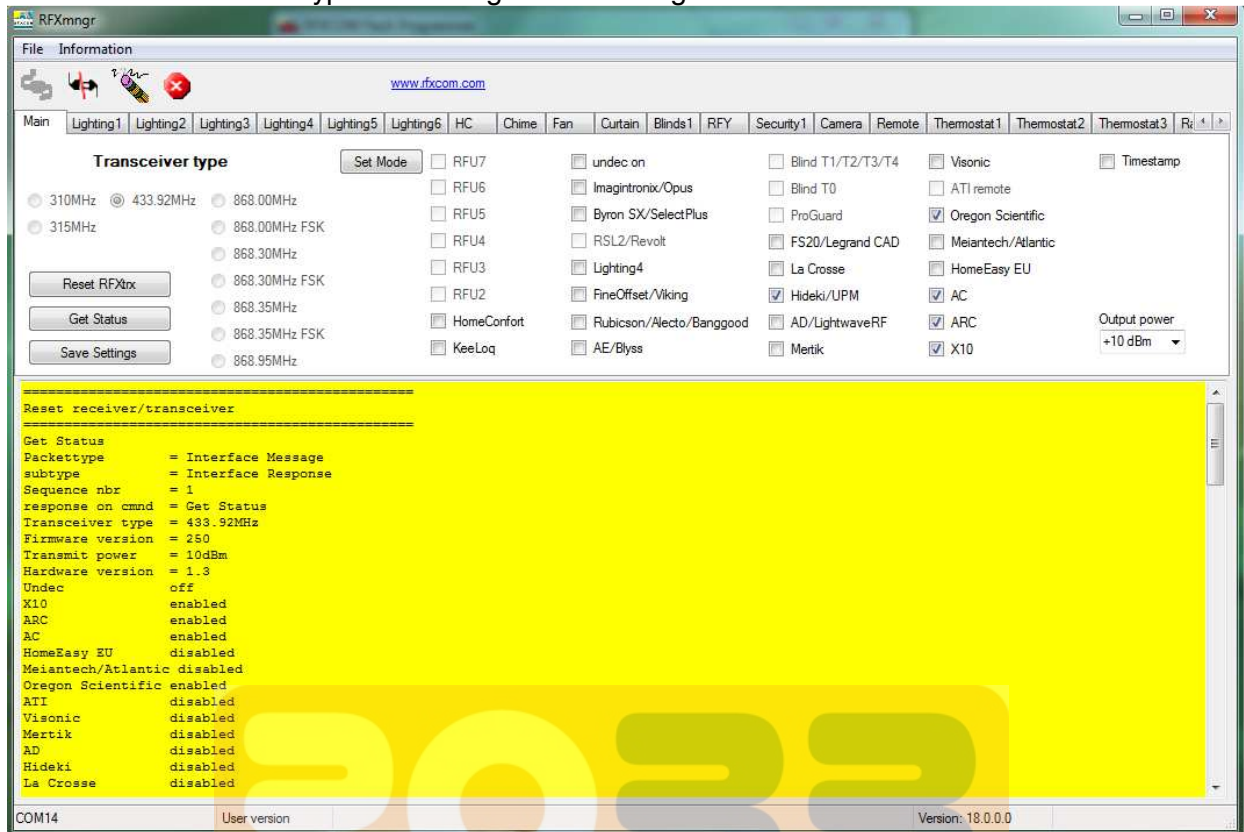 RFXmngr
File Information
www.rfxcom.com
Main Lighting1 Lighting2 Lighting3 Lighting4 Lighting5 Lighting6 HC Chime Fan Curtain Blinds1 RFY Security1 Camera Remote Thermostat1 Thermostat2 Thermostat3
Transceiver type Set Mode
310MHz 433.92MHz 868.00MHz
315MHz 868.00MHz FSK
868.30MHz
Reset RFXtrx 868.30MHz FSK
Get Status 868.35MHz
868.35MHz FSK
Save Settings 868.95MHz
RFU7 undec on Blind T1/T2/T3/T4 Visonic Timestamp
RFU6 Imagintronix/Opus Blind T0 ATI remote
RFU5 Byron SX/SelectPlus ProGuard Oregon Scientific
RFU4 RSL2/Revolt FS20/Legrand CAD Meiantech/Atlantic
RFU3 Lighting4 La Crosse HomeEasy EU
RFU2 FineOffset/Viking Hideki/UPM AC
HomeConfort Rubicson/Alecto/Banggood AD/LightwaveRF ARC Output power
KeeLoq AE/Blyss Mertik X10 +10 dBm
Reset receiver/transceiver
Get Status
Packettype = Interface Message
subtype = Interface Response
Sequence nbr = 1
response on cmnd = Get Status
Transceiver type = 433.92MHz
Firmware version = 250
Transmit power = 10dBm
Hardware version = 1.3
Undec off
X10 enabled
ARC enabled
AC enabled
HomeEasy EU disabled
Meiantech/Atlantic disabled
Oregon Scientific enabled
ATI disabled
Visonic disabled
Mertik disabled
AD disabled
Hideki disabled
La Crosse disabled
COM14 User version Version: 18.0.0.0